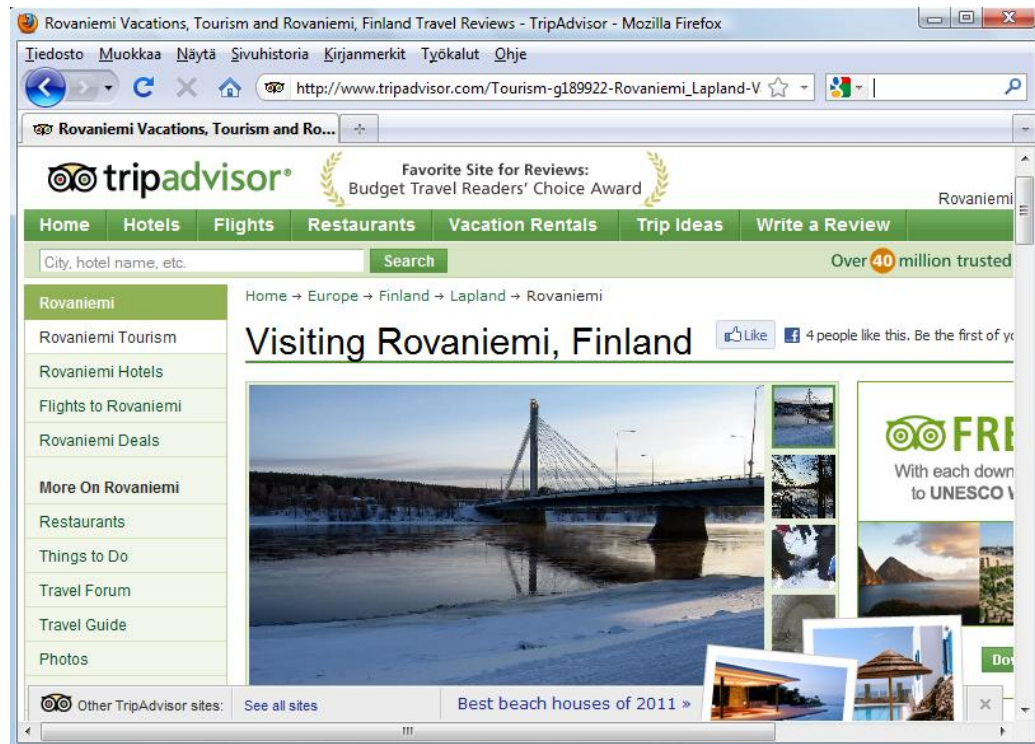 Rovaniemi Vacations, Tourism and Rovaniemi, Finland Travel Reviews - TripAdvisor - Mozilla Firefox
Tiedosto Muokkaa Näytä Sivuhistoria Kirjanmerkit Työkalut Ohje
http://www.tripadvisor.com/Tourism-g189922-Rovaniemi_Lapland-V
Rovaniemi Vacations, Tourism and Ro...
tripadvisor®
Favorite Site for Reviews:
Budget Travel Readers' Choice Award
Rovaniemi
Home Hotels Flights Restaurants Vacation Rentals Trip Ideas Write a Review
City, hotel name, etc. Search Over 40 million trusted
Rovaniemi
Rovaniemi Tourism
Rovaniemi Hotels
Flights to Rovaniemi
Rovaniemi Deals
More On Rovaniemi
Restaurants
Things to Do
Travel Forum
Travel Guide
Photos
Home → Europe → Finland → Lapland → Rovaniemi
Visiting Rovaniemi, Finland
Like 4 people like this. Be the first of
FRE
With each down
to UNESCO
Other TripAdvisor sites: See all sites Best beach houses of 2011 »